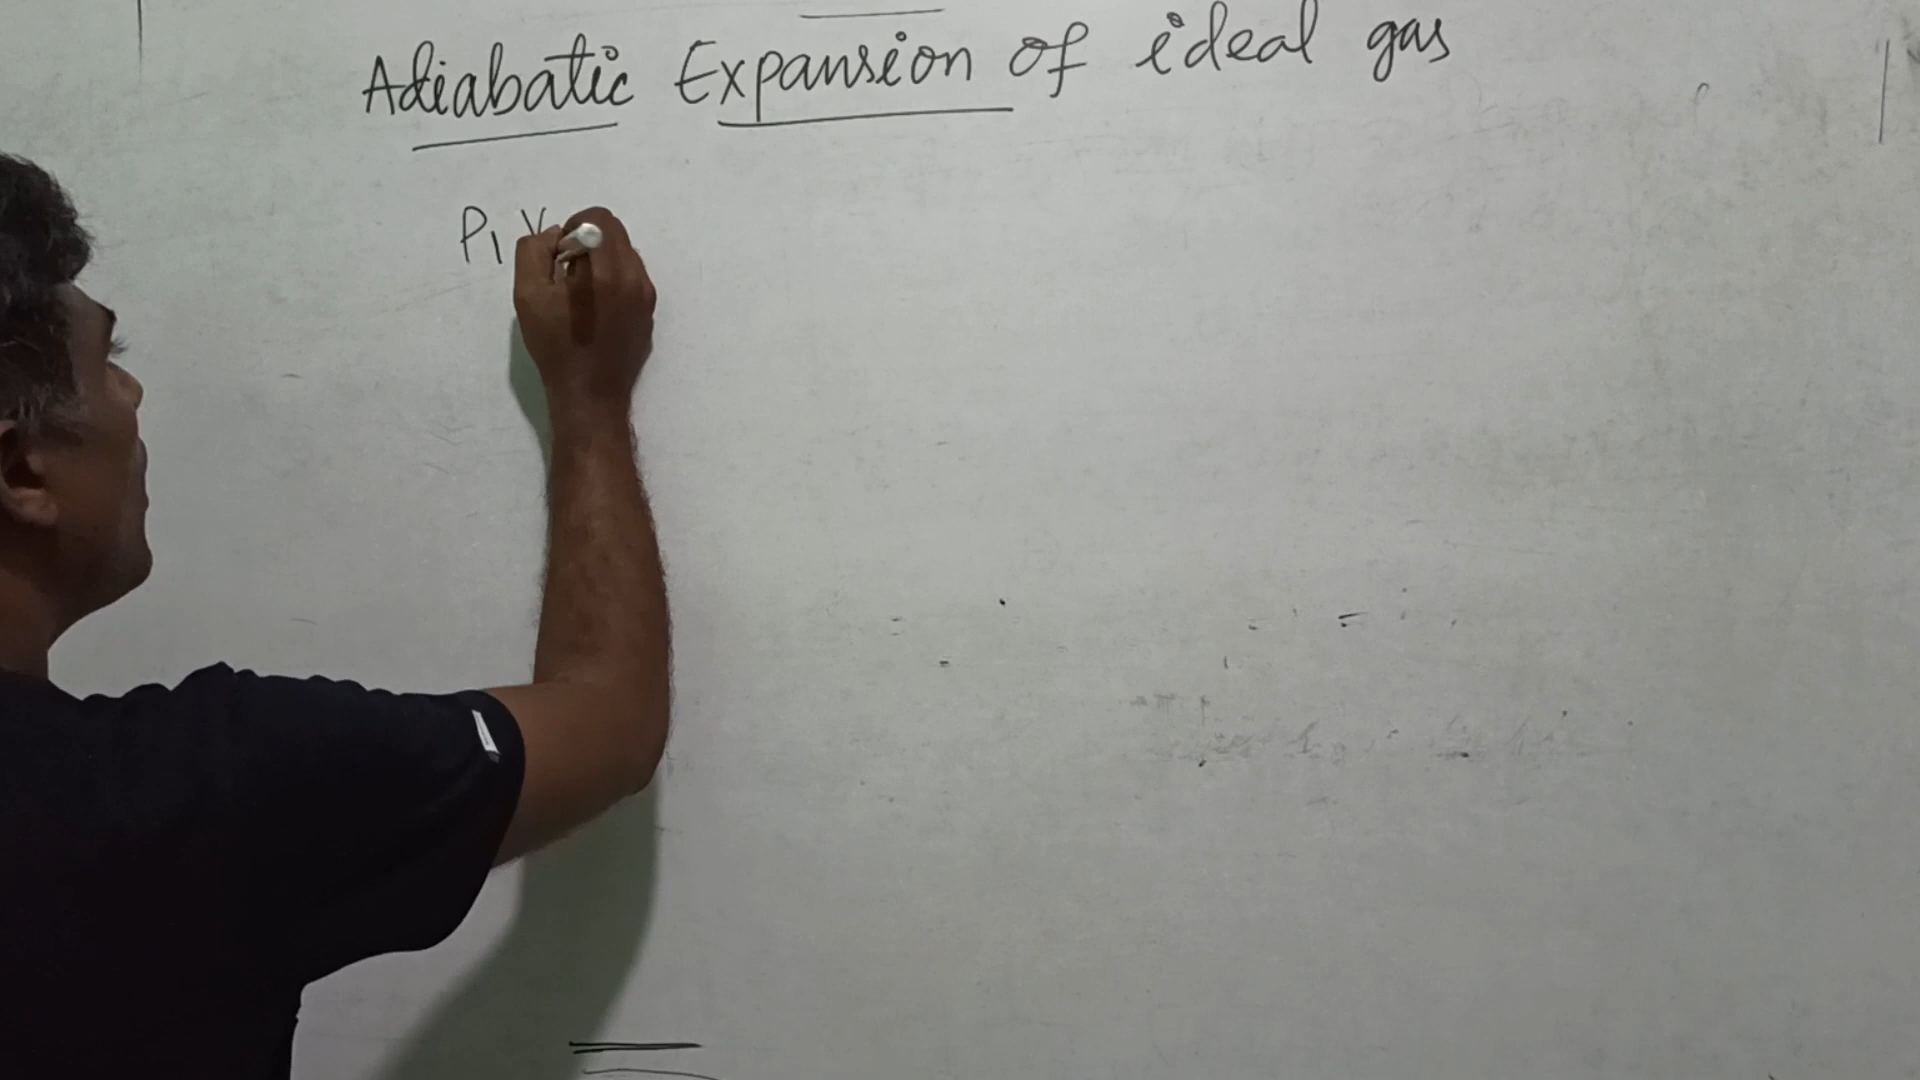 Adiabatic Expansion of ideal gas
P₁ V